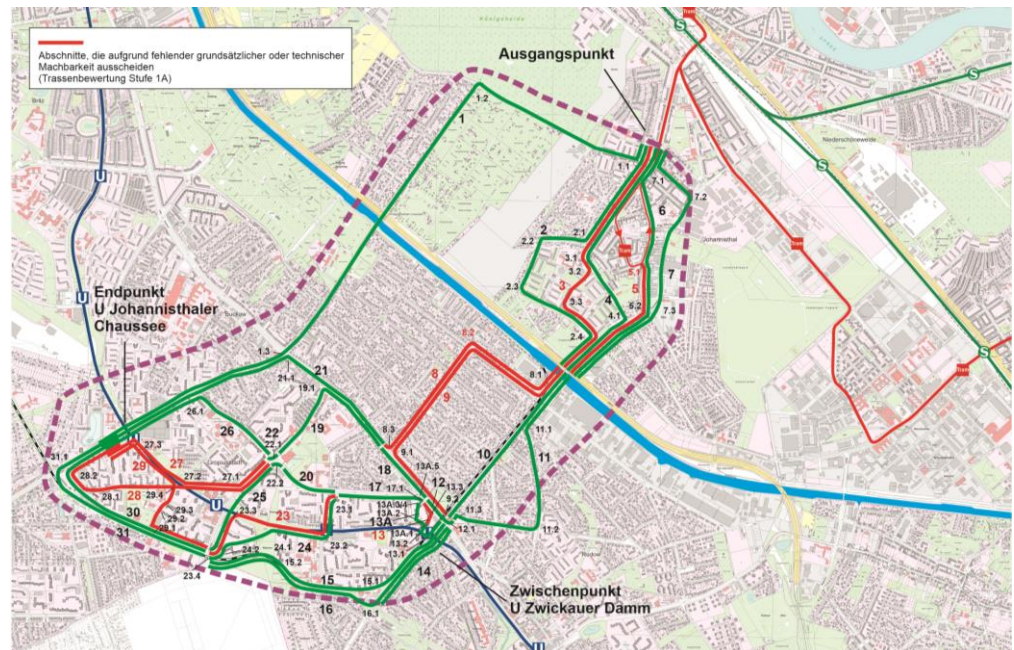 Abschnitte, die aufgrund fehlender grundsätzlicher oder technischer
Machbarkeit ausscheiden
(Trassenbewertung Stufe 1A)
Ausgangspunkt
Königsheide
Britz
Niederschöneweide
Johannisthal
Tram
Tram
Tram
Tram
S
S
S
S
S
U
U
U
U
U
1
1.2
1.1
7.1
7.2
6
2
2.1
2.2
2.3
3.1
3.2
3
3.3
4
4.1
5.1
5
5.2
7
7.3
2.4
Endpunkt
U Johannisthaler
Chaussee
1.3
21
21.1
19.1
8.2
8
9
8.1
8.3
9.1
26.1
26
22
22.1
22.2
19
20
18
17
17.1
10
11.1
11
11.2
11.3
12
12.1
13.3
9.2
13A.5
13A.3/4
13A.2
13A
13A.1
13
13.2
13.1
31.1
27.3
29
27
27.2
27.1
28.2
28.1
28
29.4
29.3
29.2
29.1
30
31
25
23.3
23
23.1
23.2
24
24.1
24.2
23.4
15.2
15
15.1
14
16
16.1
Zwischenpunkt
U Zwickauer Damm